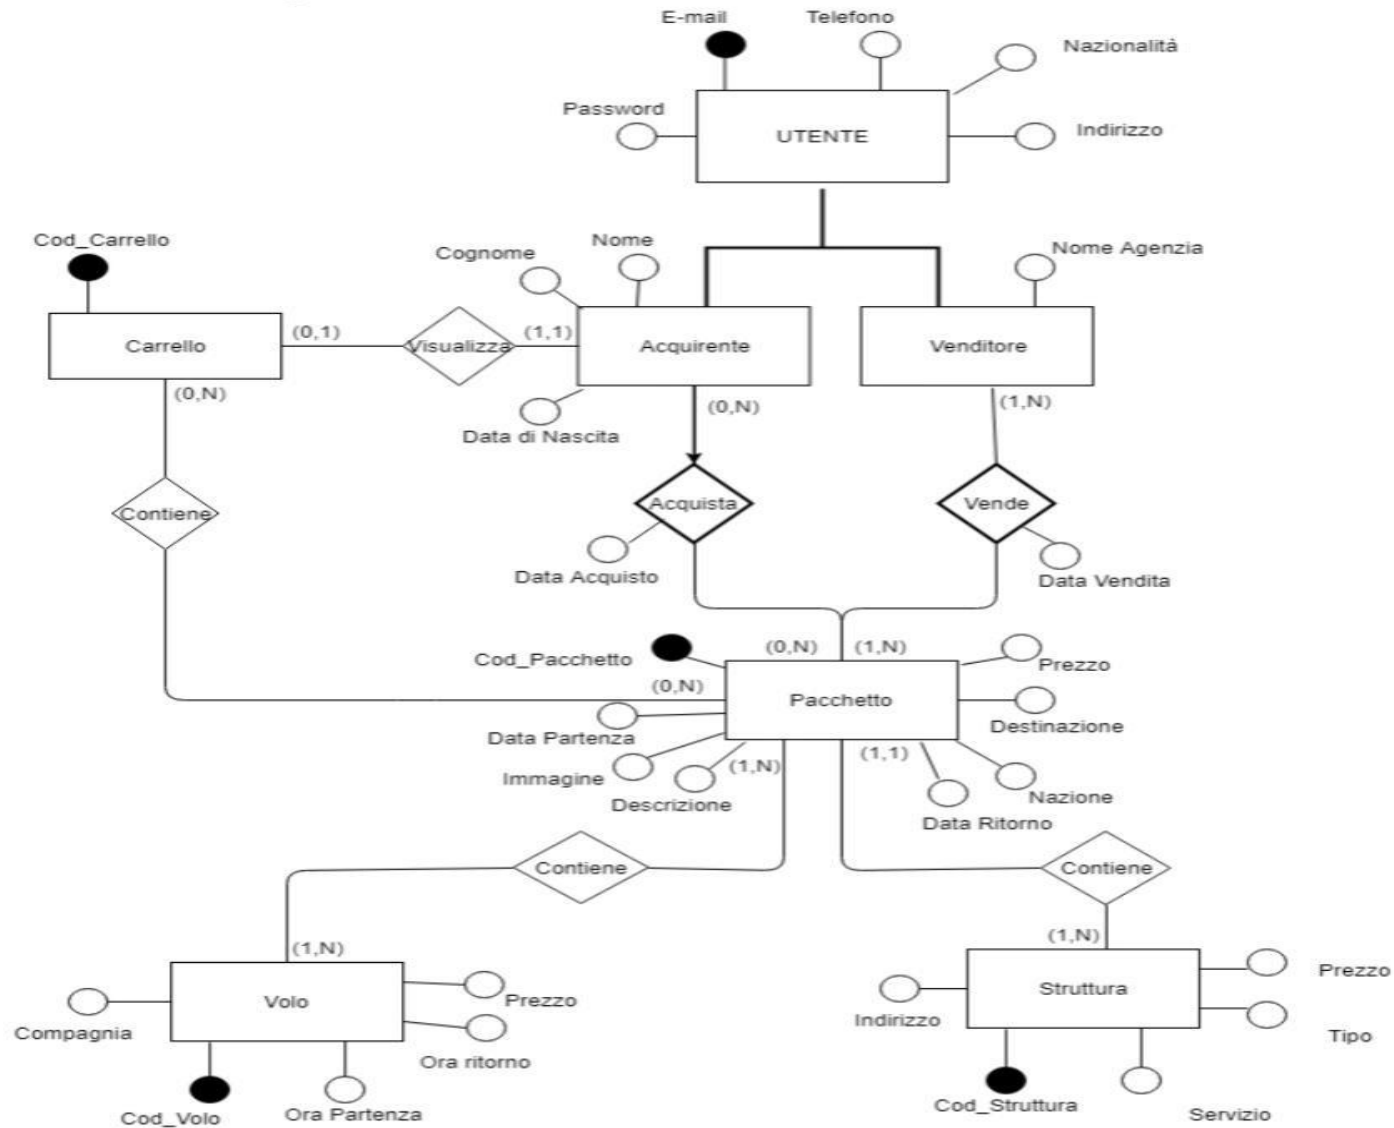 E-mail
Telefono
Nazionalità
Password
UTENTE
Indirizzo
Cod_Carrello
Cognome
Nome
Nome Agenzia
Carrello
(0,1)
Visualizza
(1,1)
Acquirente
Venditore
(0,N)
(0,N)
(1,N)
Data di Nascita
Contiene
Acquista
Vende
Data Acquisto
Data Vendita
Cod_Pacchetto
(0,N)
(1,N)
Prezzo
(0,N)
Pacchetto
Destinazione
Data Partenza
Immagine
(1,N)
(1,1)
Descrizione
Nazione
Data Ritorno
Contiene
Contiene
(1,N)
(1,N)
Compagnia
Volo
Prezzo
Ora ritorno
Cod_Volo
Ora Partenza
Indirizzo
Struttura
Prezzo
Tipo
Cod_Struttura
Servizio